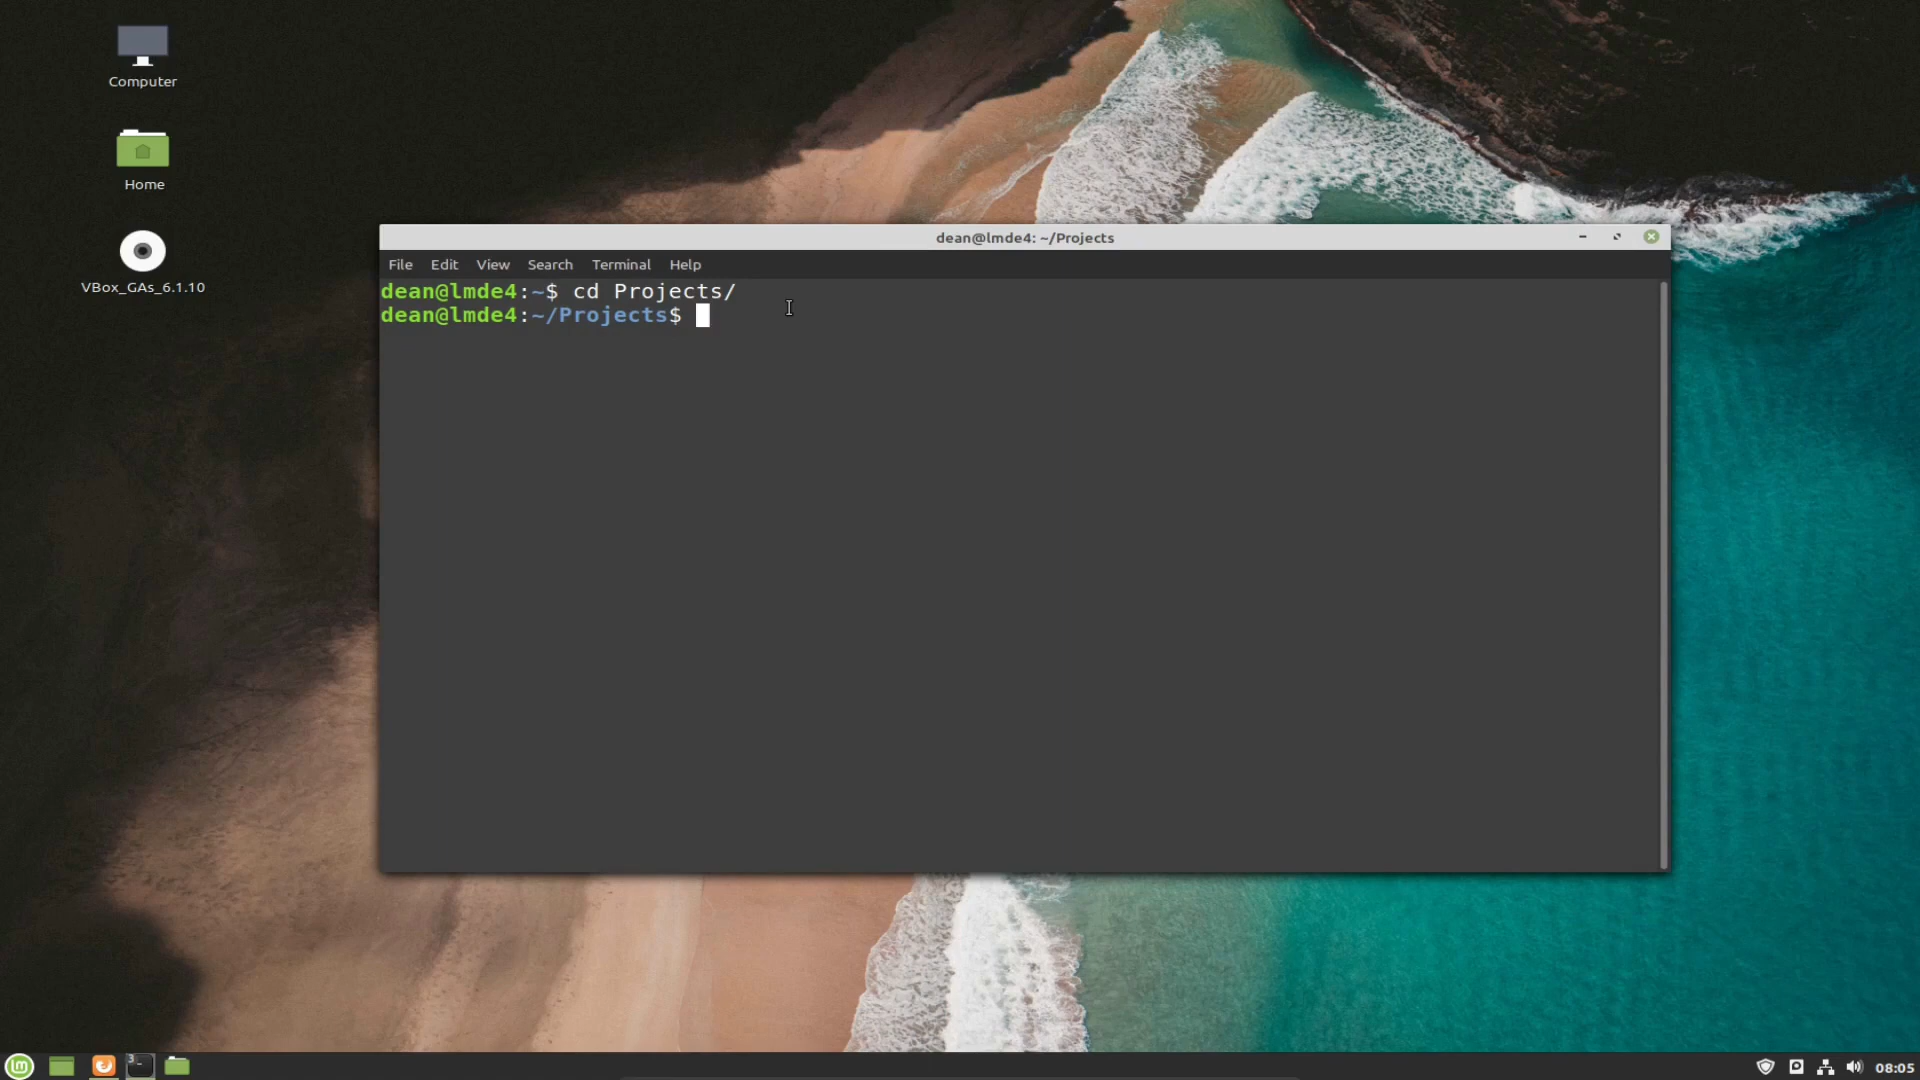 Computer
Home
VBox_GAs_6.1.10
dean@lmde4: ~/Projects
File Edit View Search Terminal Help
dean@lmde4:~$ cd Projects/
dean@lmde4:~/Projects$
3
08:05